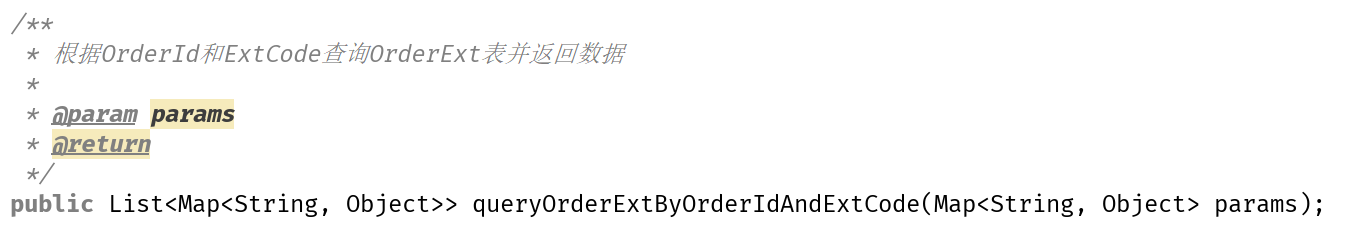 /**
 * 根据OrderId和ExtCode查询OrderExt表并返回数据
 *
 * @param params
 * @return
 */
public List<Map<String, Object>> queryOrderExtByOrderIdAndExtCode(Map<String, Object> params);